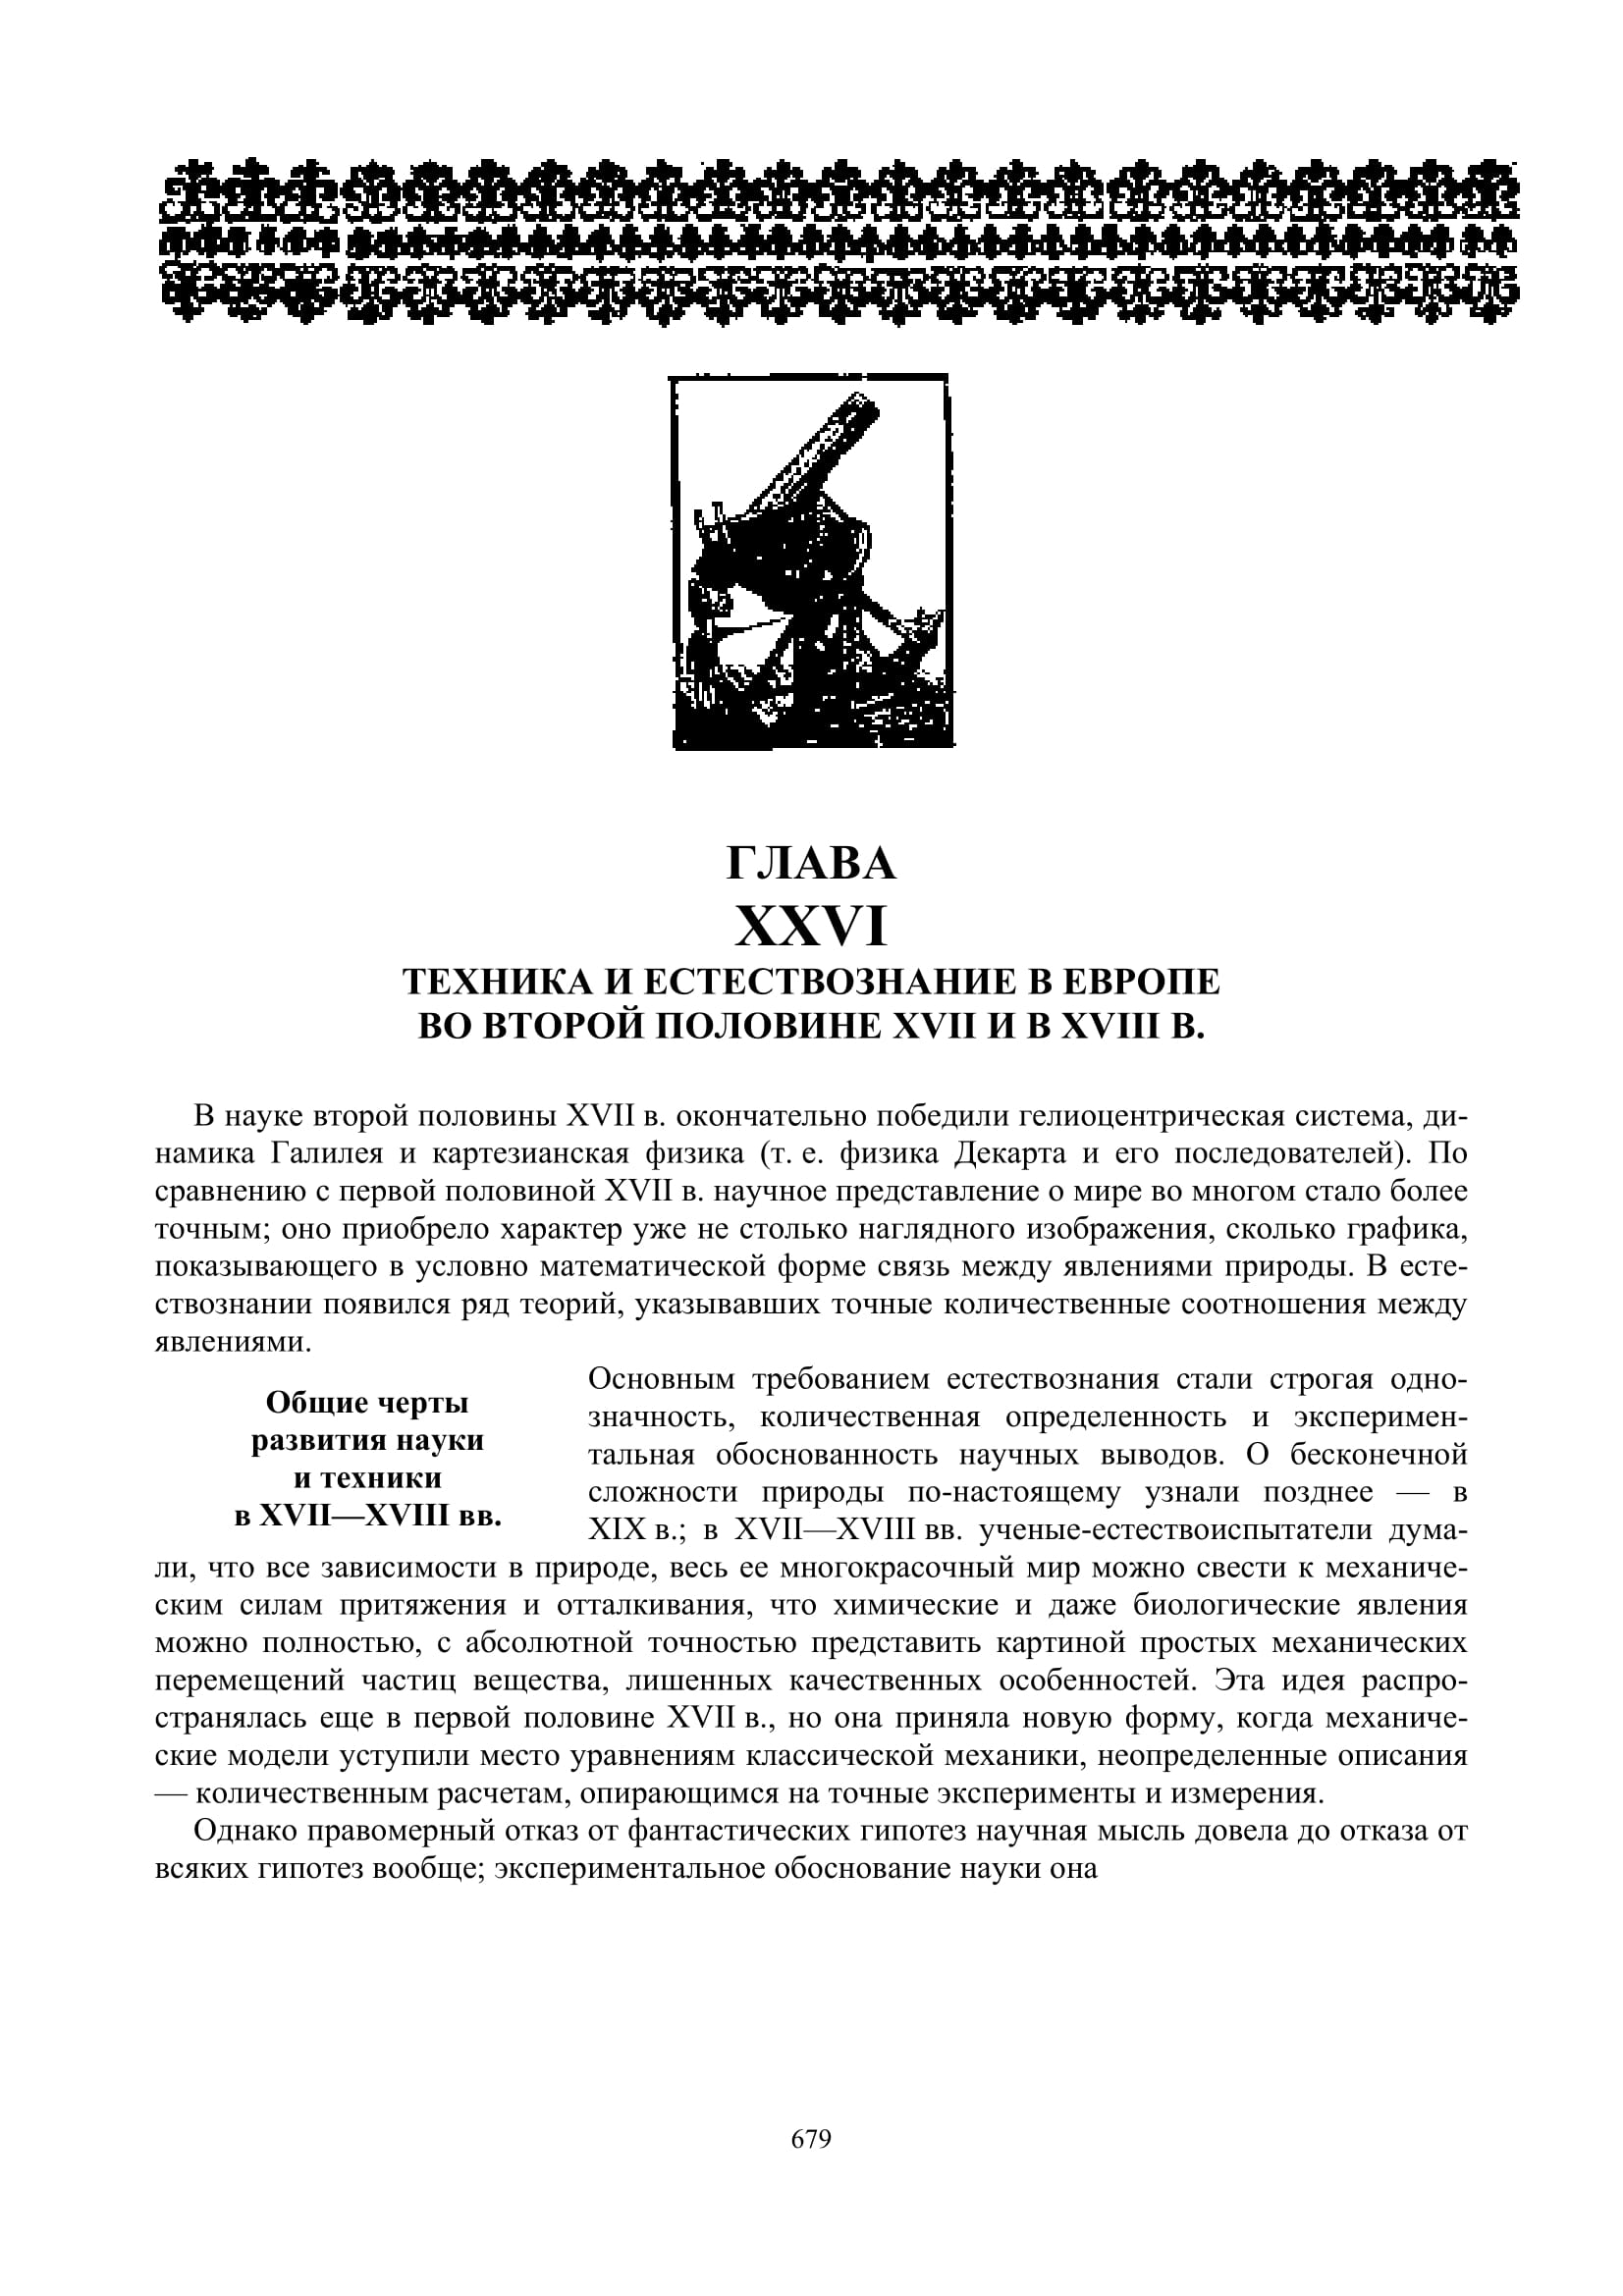 ГЛАВА
XXVI
ТЕХНИКА И ЕСТЕСТВОЗНАНИЕ В ЕВРОПЕ
ВО ВТОРОЙ ПОЛОВИНЕ XVII И В XVIII В.
В науке второй половины XVII в. окончательно победили гелиоцентрическая система, ди-
намика Галилея и картезианская физика (т. е. физика Декарта и его последователей). По
сравнению с первой половиной XVII в. научное представление о мире во многом стало более
точным; оно приобрело характер уже не столько наглядного изображения, сколько графика,
показывающего в условно математической форме связь между явлениями природы. В есте-
ствознании появился ряд теорий, указывавших точные количественные соотношения между
явлениями.
Общие черты
развития науки
и техники
в XVII—XVIII вв.
Основным требованием естествознания стали строгая одно-
значность, количественная определенность и эксперимен-
тальная обоснованность научных выводов. О бесконечной
сложности природы по-настоящему узнали позднее — в
XIX в.; в XVII—XVIII вв. ученые-естествоиспытатели дума-
ли, что все зависимости в природе, весь ее многокрасочный мир можно свести к механиче-
ским силам притяжения и отталкивания, что химические и даже биологические явления
можно полностью, с абсолютной точностью представить картиной простых механических
перемещений частиц вещества, лишенных качественных особенностей. Эта идея распро-
странялась еще в первой половине XVII в., но она приняла новую форму, когда механиче-
ские модели уступили место уравнениям классической механики, неопределенные описания
— количественным расчетам, опирающимся на точные эксперименты и измерения.
Однако правомерный отказ от фантастических гипотез научная мысль довела до отказа от
всяких гипотез вообще; экспериментальное обоснование науки она
679